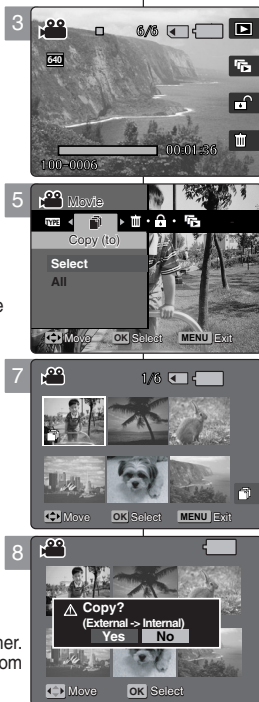 3
6/6
640
00:01:36
100-0006
5
Movie
TYPE
Copy (to)
Select
All
Move OK Select MENU Exit
e
7
1/6
Move OK Select MENU Exit
8
Copy?
(External -> Internal)
Yes No
ner.
om
Move OK Select